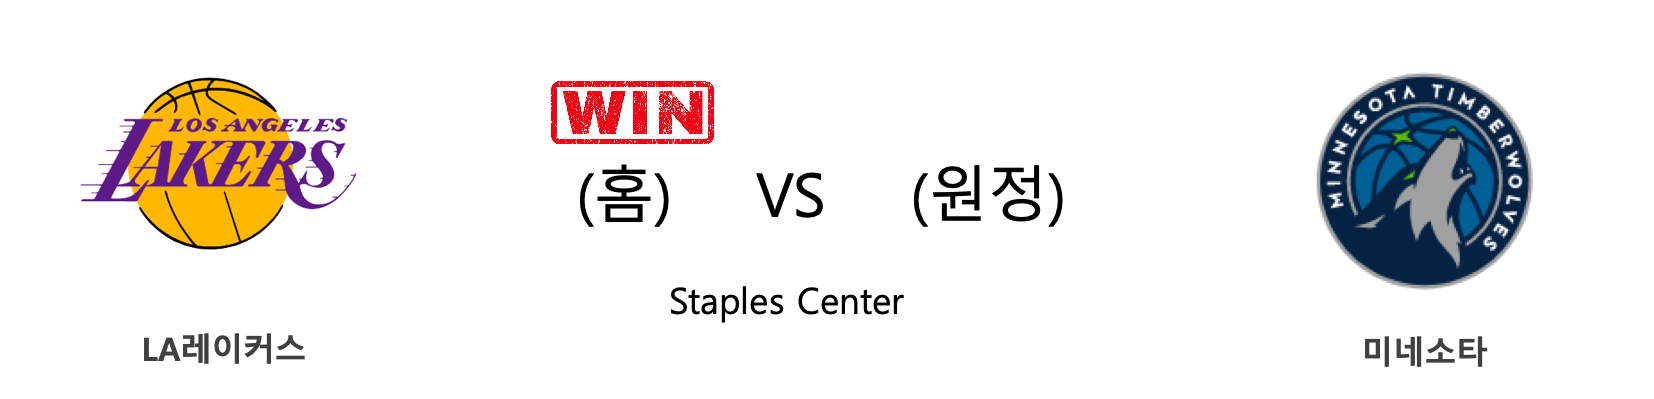 LOS ANGELES
LAKERS
WIN
(홈) VS (원정)
Staples Center
MINNESOTA TIMBERWOLVES
LA레이커스
미네소타